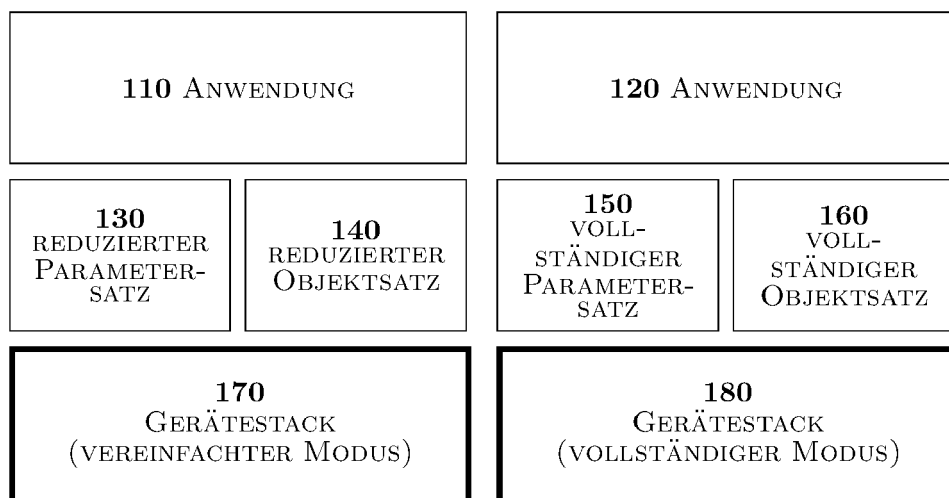 110 Anwendung
120 Anwendung
130
reduzierter
Parameter-
satz
140
reduzierter
Objektsatz
150
voll-
ständiger
Parameter-
satz
160
voll-
ständiger
Objektsatz
170
Gerätestack
(vereinfachter Modus)
180
Gerätestack
(vollständiger Modus)